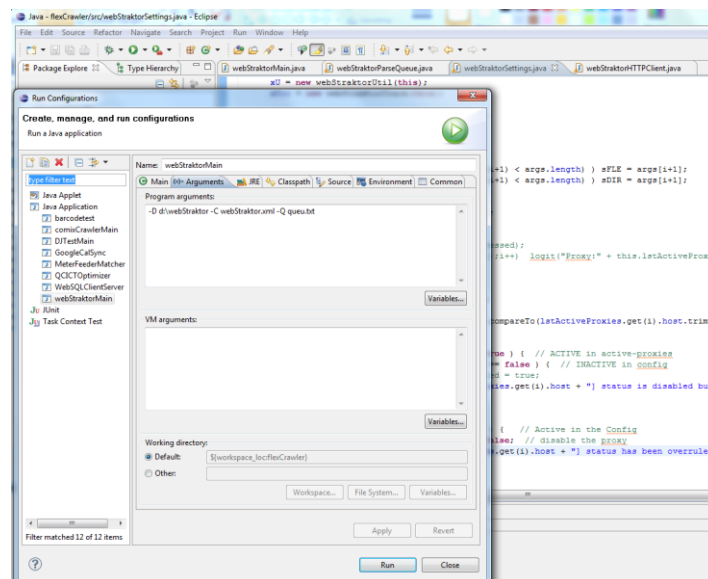 Java - flexCrawler/src/webStraktorSettings.java - Eclipse
File Edit Source Refactor Navigate Search Project Run Window Help
Package Explore Type Hierarchy webStraktorMain.java webStraktorParseQueue.java webStraktorSettings.java webStraktorHTTPClient.java
xU = new webStraktorUtil(this);
Run Configurations
Create, manage, and run configurations
Run a Java application
Name: webStraktorMain
type filter text
Main Arguments JRE Classpath Source Environment Common
i+1) < args.length) ) sFLE = args[i+1];
i+1) < args.length) ) sDIR = args[i+1];
Java Applet
Java Application
barcodetest
comixCrawlerMain
DJTestMain
GoogleCalSync
MeterFeederMatcher
QCICTOptimizer
WebSQLClientServer
webStraktorMain
JUnit
Task Context Test
Program arguments:
-D d:\webStraktor -C webStraktor.xml -Q queu.txt
Variables...
VM arguments:
Variables...
ssed);
;i++) logit("Proxy:" + this.lstActiveProx
compareTo(lstActiveProxies.get(i).host.trim
rue ) { // ACTIVE in active-proxies
== false ) { // INACTIVE in config
ed = true;
ies.get(i).host + "] status is disabled bu
{ // Active in the Config
alse; // disable the proxy
s.get(i).host + "] status has been overrule
Working directory:
Default: ${workspace_loc:flexCrawler}
Other:
Workspace... File System... Variables...
Filter matched 12 of 12 items
Apply Revert
Run Close